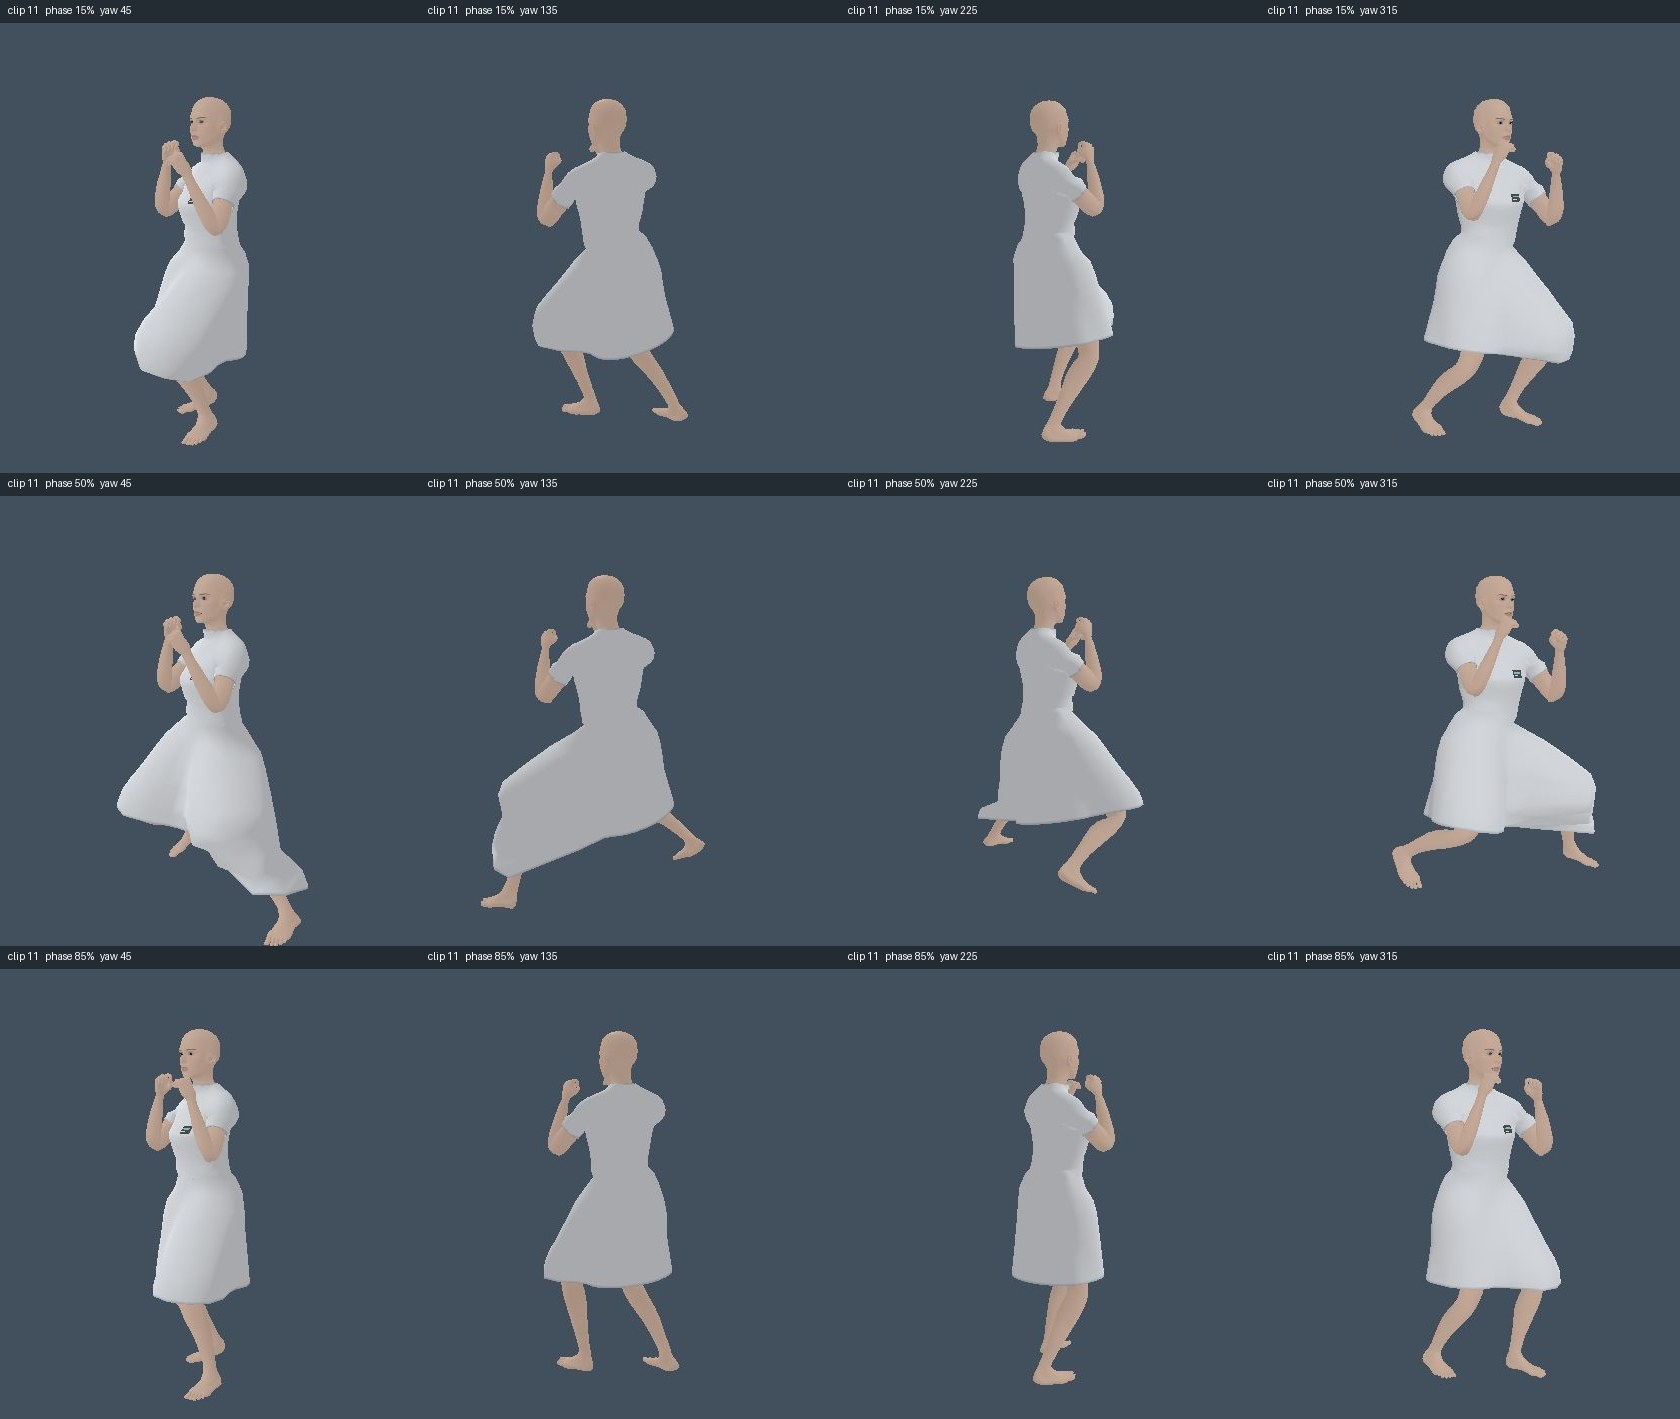 clip 11 phase 15% yaw 45
clip 11 phase 15% yaw 135
clip 11 phase 15% yaw 225
clip 11 phase 15% yaw 315
clip 11 phase 50% yaw 45
clip 11 phase 50% yaw 135
clip 11 phase 50% yaw 225
clip 11 phase 50% yaw 315
clip 11 phase 85% yaw 45
clip 11 phase 85% yaw 135
clip 11 phase 85% yaw 225
clip 11 phase 85% yaw 315